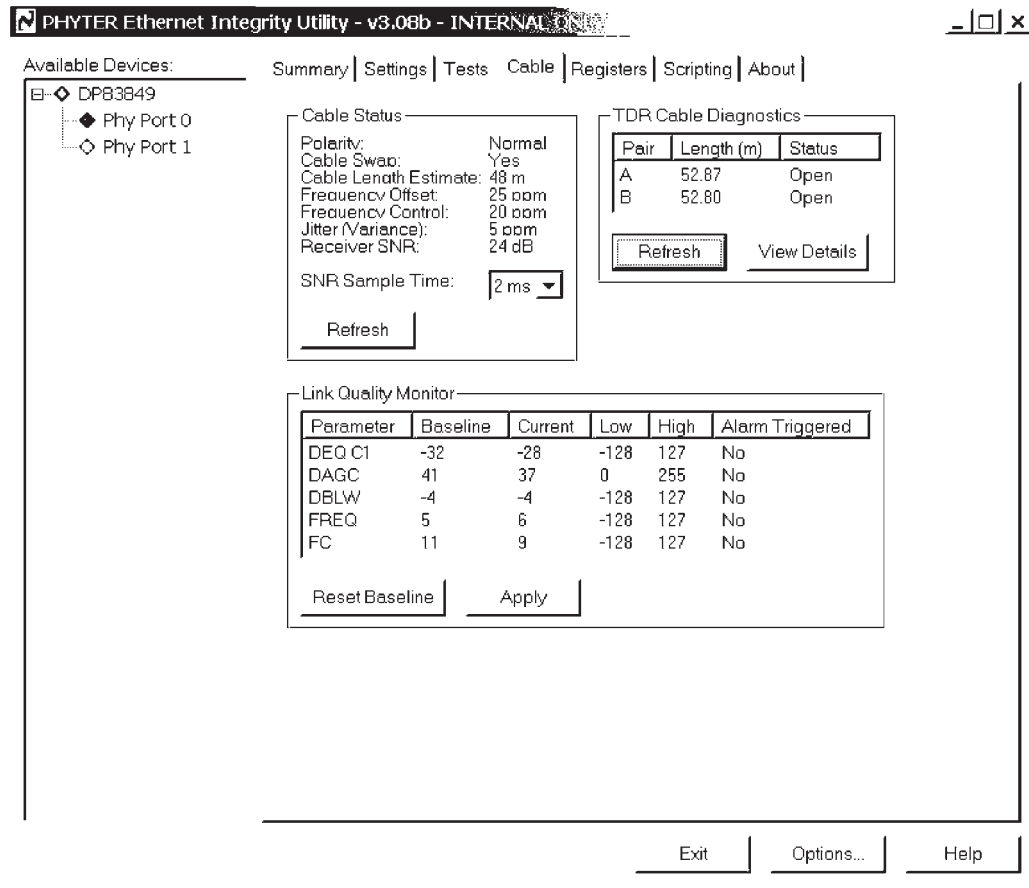 PHYTER Ethernet Integrity Utility - v3.08b - INTERNAL ONLY
Available Devices:
DP83849
Phy Port 0
Phy Port 1
Summary Settings Tests Cable Registers Scripting About
Cable Status
Polarity: Normal
Cable Swap: Yes
Cable Length Estimate: 48 m
Frequency Offset: 25 ppm
Frequency Control: 20 ppm
Jitter (Variance): 5 ppm
Receiver SNR: 24 dB
SNR Sample Time: 2 ms
Refresh
TDR Cable Diagnostics
Pair Length (m) Status
A 52.87 Open
B 52.80 Open
Refresh View Details
Link Quality Monitor
Parameter Baseline Current Low High Alarm Triggered
DEQ C1 -32 -28 -128 127 No
DAGC 41 37 0 255 No
DBLW -4 -4 -128 127 No
FREQ 5 6 -128 127 No
FC 11 9 -128 127 No
Reset Baseline Apply
Exit Options... Help